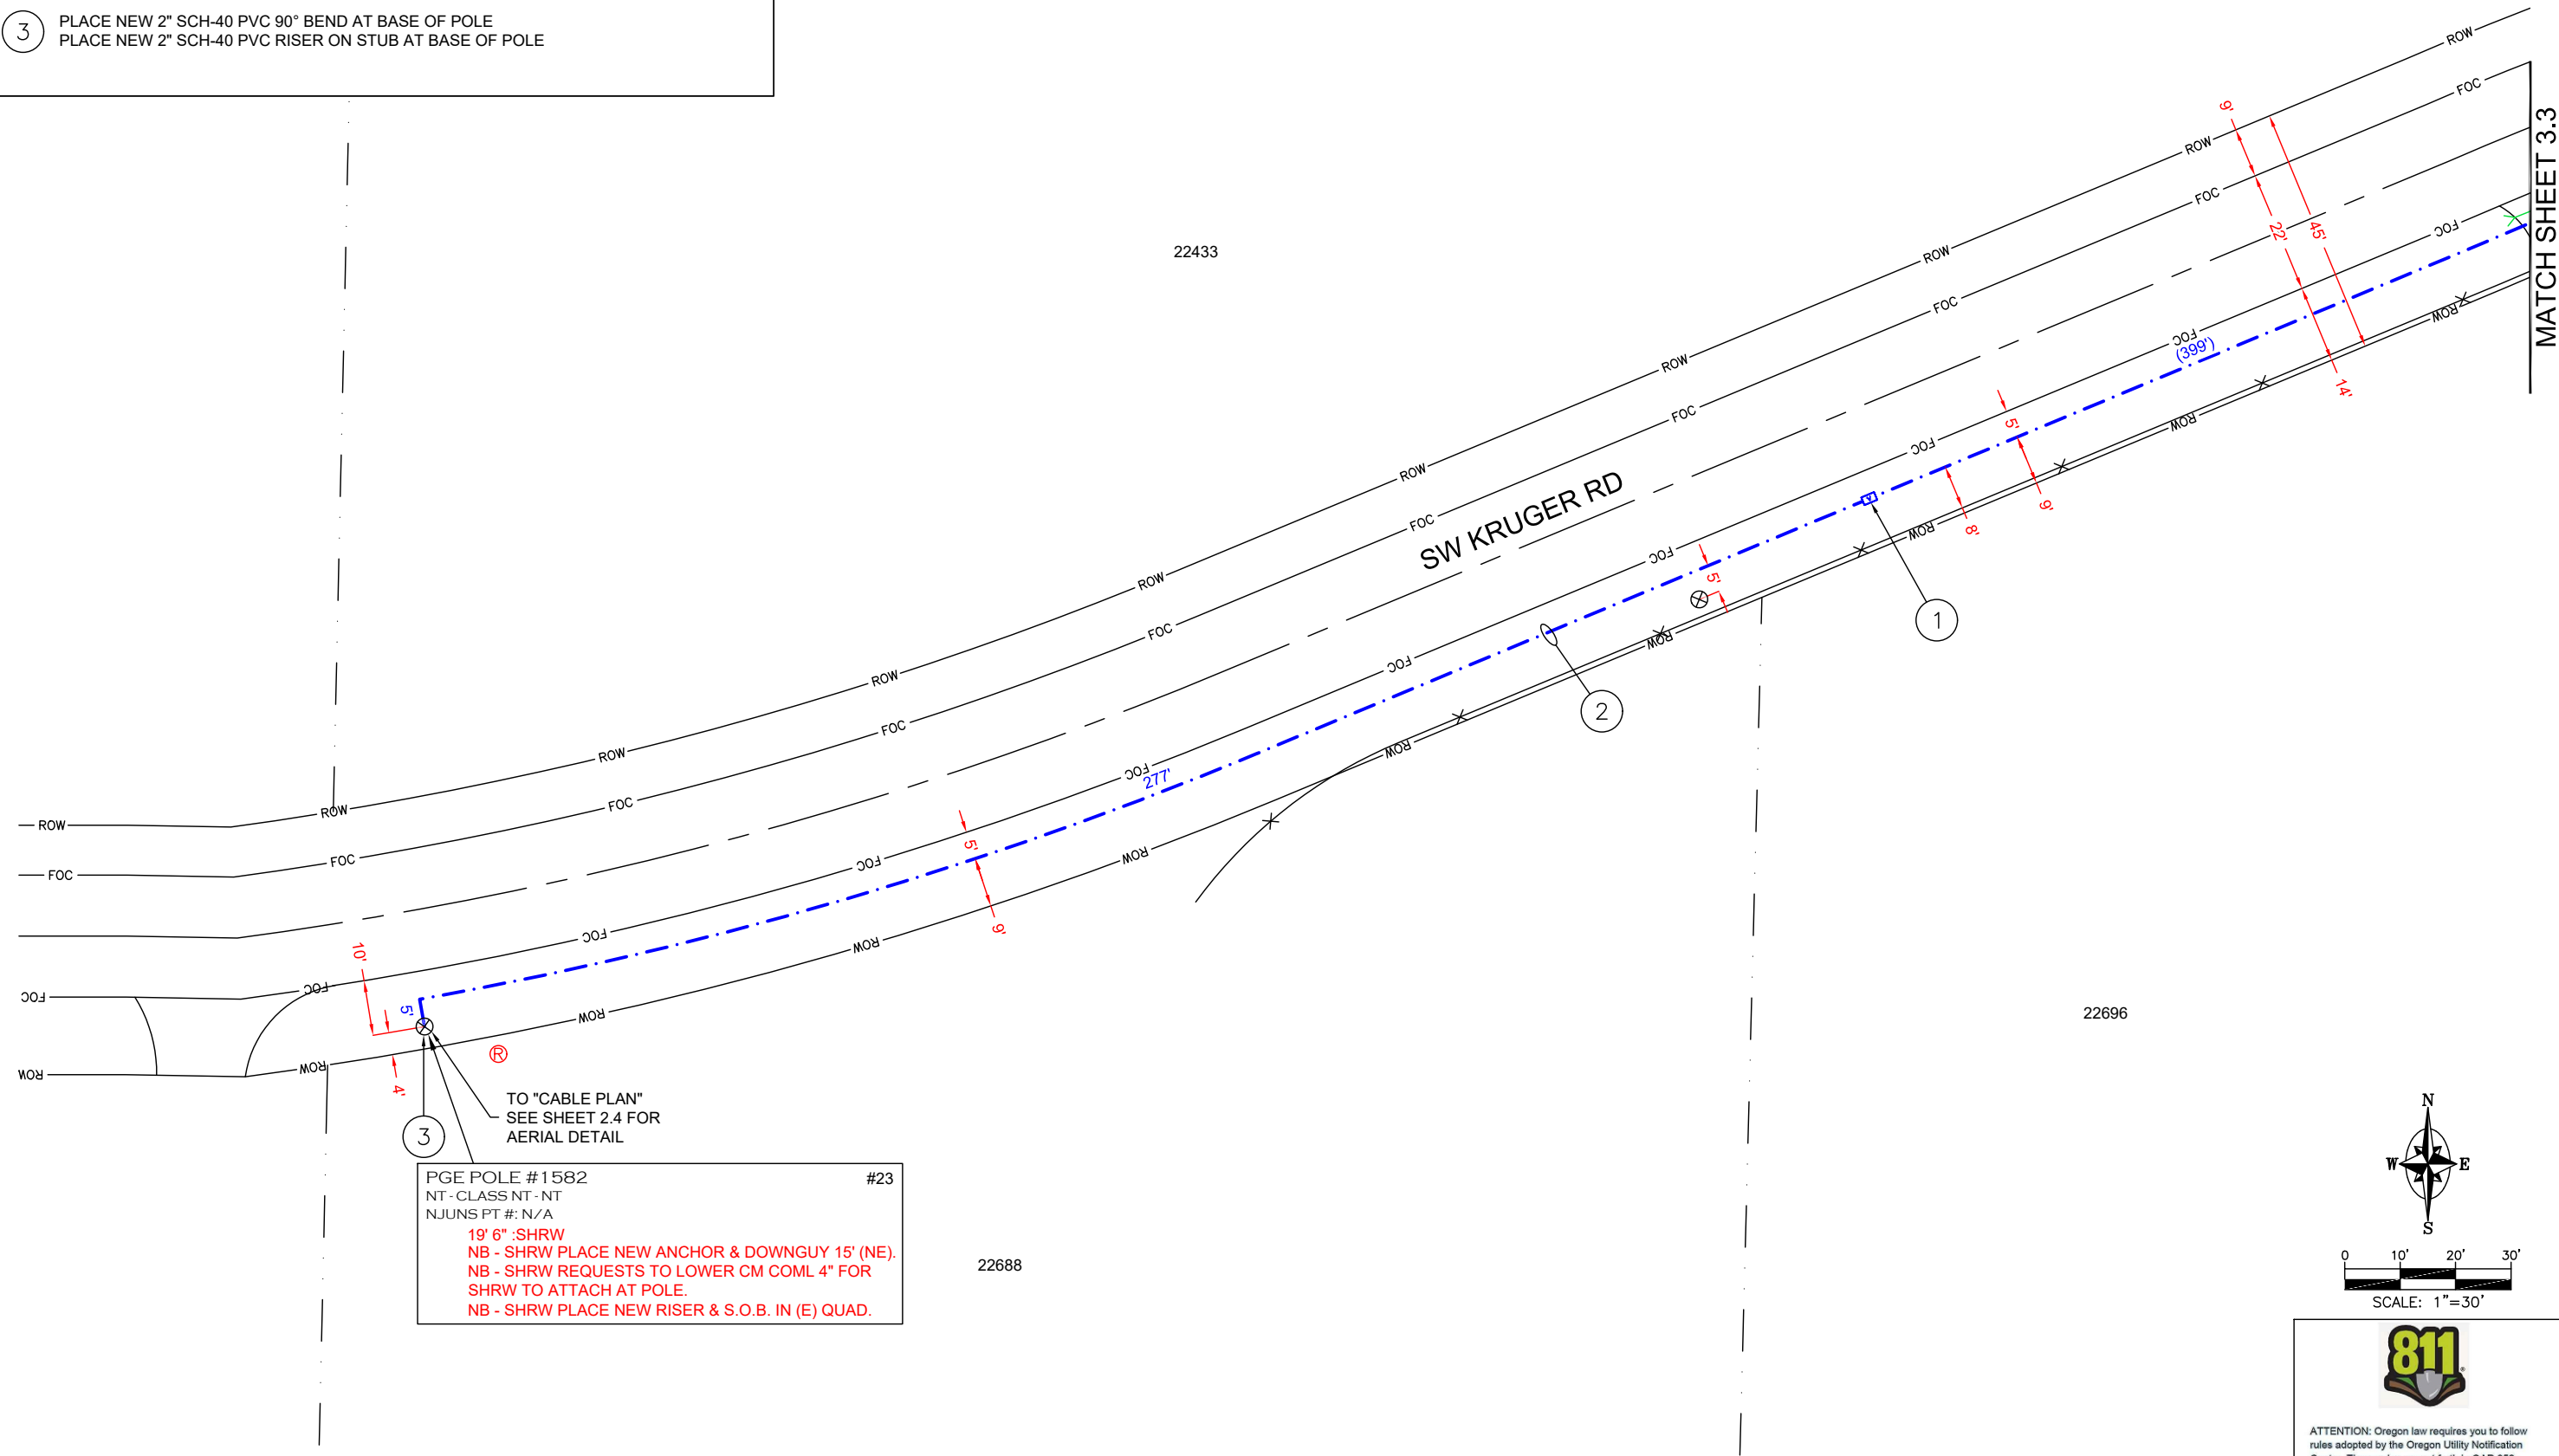 3
PLACE NEW 2" SCH-40 PVC 90° BEND AT BASE OF POLE
PLACE NEW 2" SCH-40 PVC RISER ON STUB AT BASE OF POLE
ROW
FOC
ROW
FOC
9'
22'
45'
14'
FOC
ROW
MATCH SHEET 3.3
22433
ROW
FOC
FOC
(399')
ROW
ROW
FOC
FOC
5'
9'
8'
ROW
ROW
FOC
SW KRUGER RD
FOC
5'
ROW
1
2
ROW
FOC
FOC
ROW
ROW
FOC
FOC
277'
ROW
ROW
FOC
FOC
5'
9'
ROW
ROW
FOC
FOC
ROW
ROW
FOC
FOC
ROW
10'
5'
4'
FOC
ROW
®
3
TO "CABLE PLAN"
SEE SHEET 2.4 FOR
AERIAL DETAIL
PGE POLE #1582 #23
NT - CLASS NT - NT
NJUNS PT #: N/A
19' 6" :SHRW
NB - SHRW PLACE NEW ANCHOR & DOWNGUY 15' (NE).
NB - SHRW REQUESTS TO LOWER CM COML 4" FOR
SHRW TO ATTACH AT POLE.
NB - SHRW PLACE NEW RISER & S.O.B. IN (E) QUAD.
22688
22696
N
W E
S
0 10' 20' 30'
SCALE: 1"=30'
811
ATTENTION: Oregon law requires you to follow
rules adopted by the Oregon Utility Notification